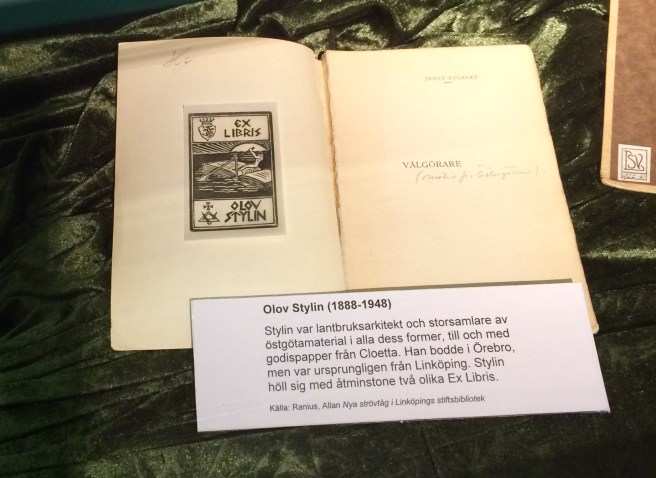 EX
LIBRIS
OLOV
STYLIN
VÄLGÖRARE
Olov Stylin (1888-1948)
Stylin var lantbruksarkitekt och storsamlare av
östgötamaterial i alla dess former, till och med
godispapper från Cloetta. Han bodde i Örebro,
men var ursprungligen från Linköping. Stylin
höll sig med åtminstone två olika Ex Libris.
Källa: Ranius, Allan Nya strövtåg i Linköpings stiftsbibliotek